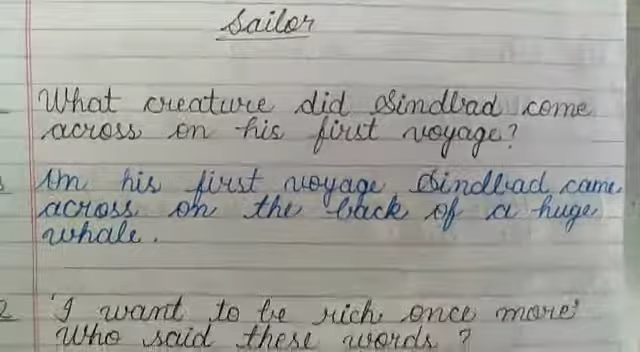 Sailor
What creature did Sindbad come
across on his first voyage?
On his first voyage Sindbad came
across on the back of a huge
whale.
2 'I want to be rich once more'
Who said these words ?